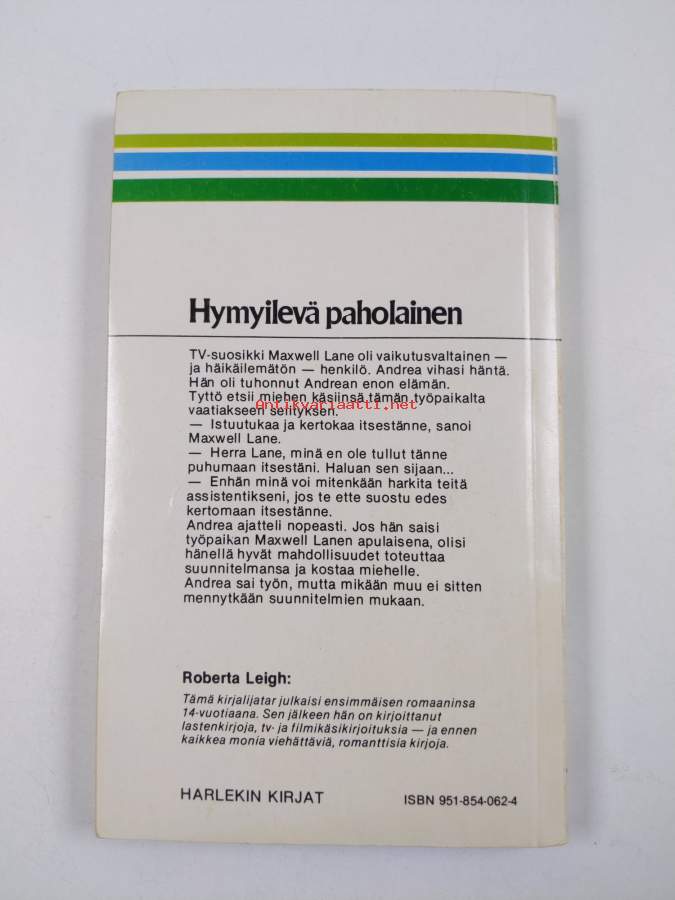 Hymyilevä paholainen
TV-suosikki Maxwell Lane oli vaikutusvaltainen —
ja häikäilemätön — henkilö. Andrea vihasi häntä.
Hän oli tuhonnut Andrean enon elämän.
Tyttö etsii miehen käsiinsä tämän työpaikalta
Antikvariaatti.net
vaatiakseen selityksen.
— Istuutukaa ja kertokaa itsestänne, sanoi
Maxwell Lane.
— Herra Lane, minä en ole tullut tänne
puhumaan itsestäni. Haluan sen sijaan...
— Enhän minä voi mitenkään harkita teitä
assistentikseni, jos te ette suostu edes
kertomaan itsestänne.
Andrea ajatteli nopeasti. Jos hän saisi
työpaikan Maxwell Lanen apulaisena, olisi
hänellä hyvät mahdollisuudet toteuttaa
suunnitelmansa ja kostaa miehelle.
Andrea sai työn, mutta mikään muu ei sitten
mennytkään suunnitelmien mukaan.
Roberta Leigh:
Tämä kirjalijatar julkaisi ensimmäisen romaaninsa
14-vuotiaana. Sen jälkeen hän on kirjoittanut
lastenkirjoja, tv- ja filmikäsikirjoituksia — ja ennen
kaikkea monia viehättäviä, romanttisia kirjoja.
HARLEKIN KIRJAT
ISBN 951-854-062-4